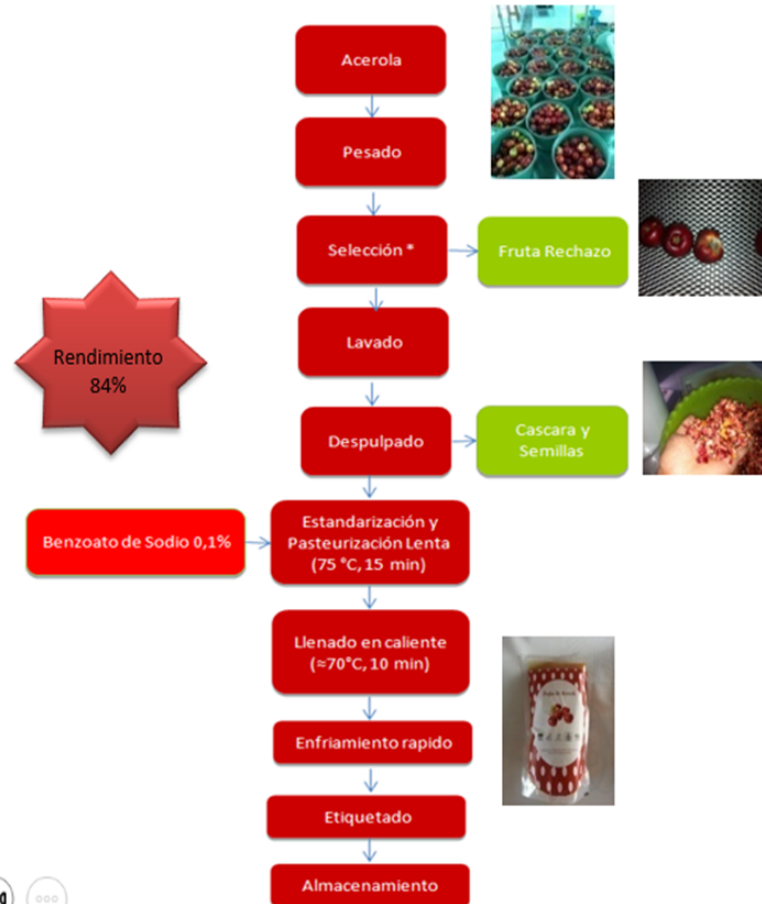 Acerola
Pesado
Selección *
Fruta Rechazo
Lavado
Rendimiento
84%
Despulpado
Cascara y
Semillas
Benzoato de Sodio 0,1%
Estandarización y
Pasteurización Lenta
(75 °C, 15 min)
Llenado en caliente
(≈70°C, 10 min)
Enfriamiento rapido
Etiquetado
Almacenamiento